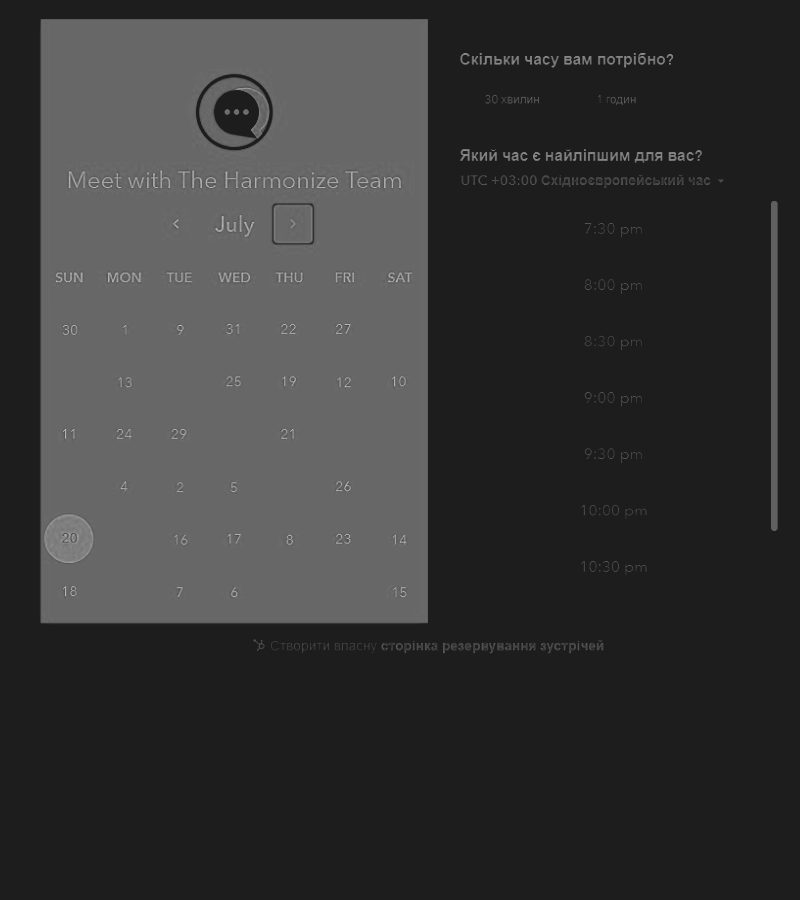 Meet with The Harmonize Team
July
SUN MON TUE WED THU FRI SAT
30 1 9 31 22 27
13 25 19 12 10
11 24 29 21
4 2 5 26
20 16 17 8 23 14
18 7 6 15
Скільки часу вам потрібно?
30 хвилин 1 годин
Який час є найліпшим для вас?
UTC +03:00 Східноєвропейський час
7:30 pm
8:00 pm
8:30 pm
9:00 pm
9:30 pm
10:00 pm
10:30 pm
Створити власну сторінка резервування зустрічей